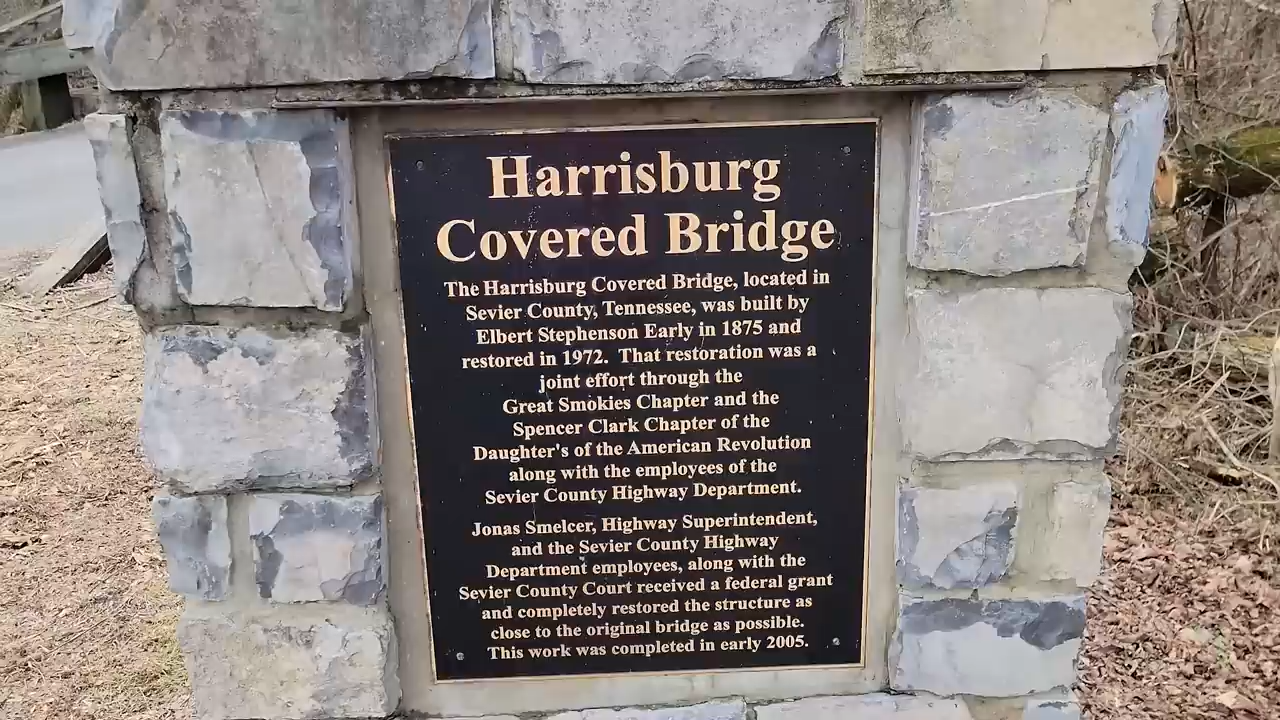 Harrisburg
Covered Bridge
The Harrisburg Covered Bridge, located in
Sevier County, Tennessee, was built by
Elbert Stephenson Early in 1875 and
restored in 1972. That restoration was a
joint effort through the
Great Smokies Chapter and the
Spencer Clark Chapter of the
Daughter's of the American Revolution
along with the employees of the
Sevier County Highway Department.
Jonas Smelcer, Highway Superintendent,
and the Sevier County Highway
Department employees, along with the
Sevier County Court received a federal grant
and completely restored the structure as
close to the original bridge as possible.
This work was completed in early 2005.